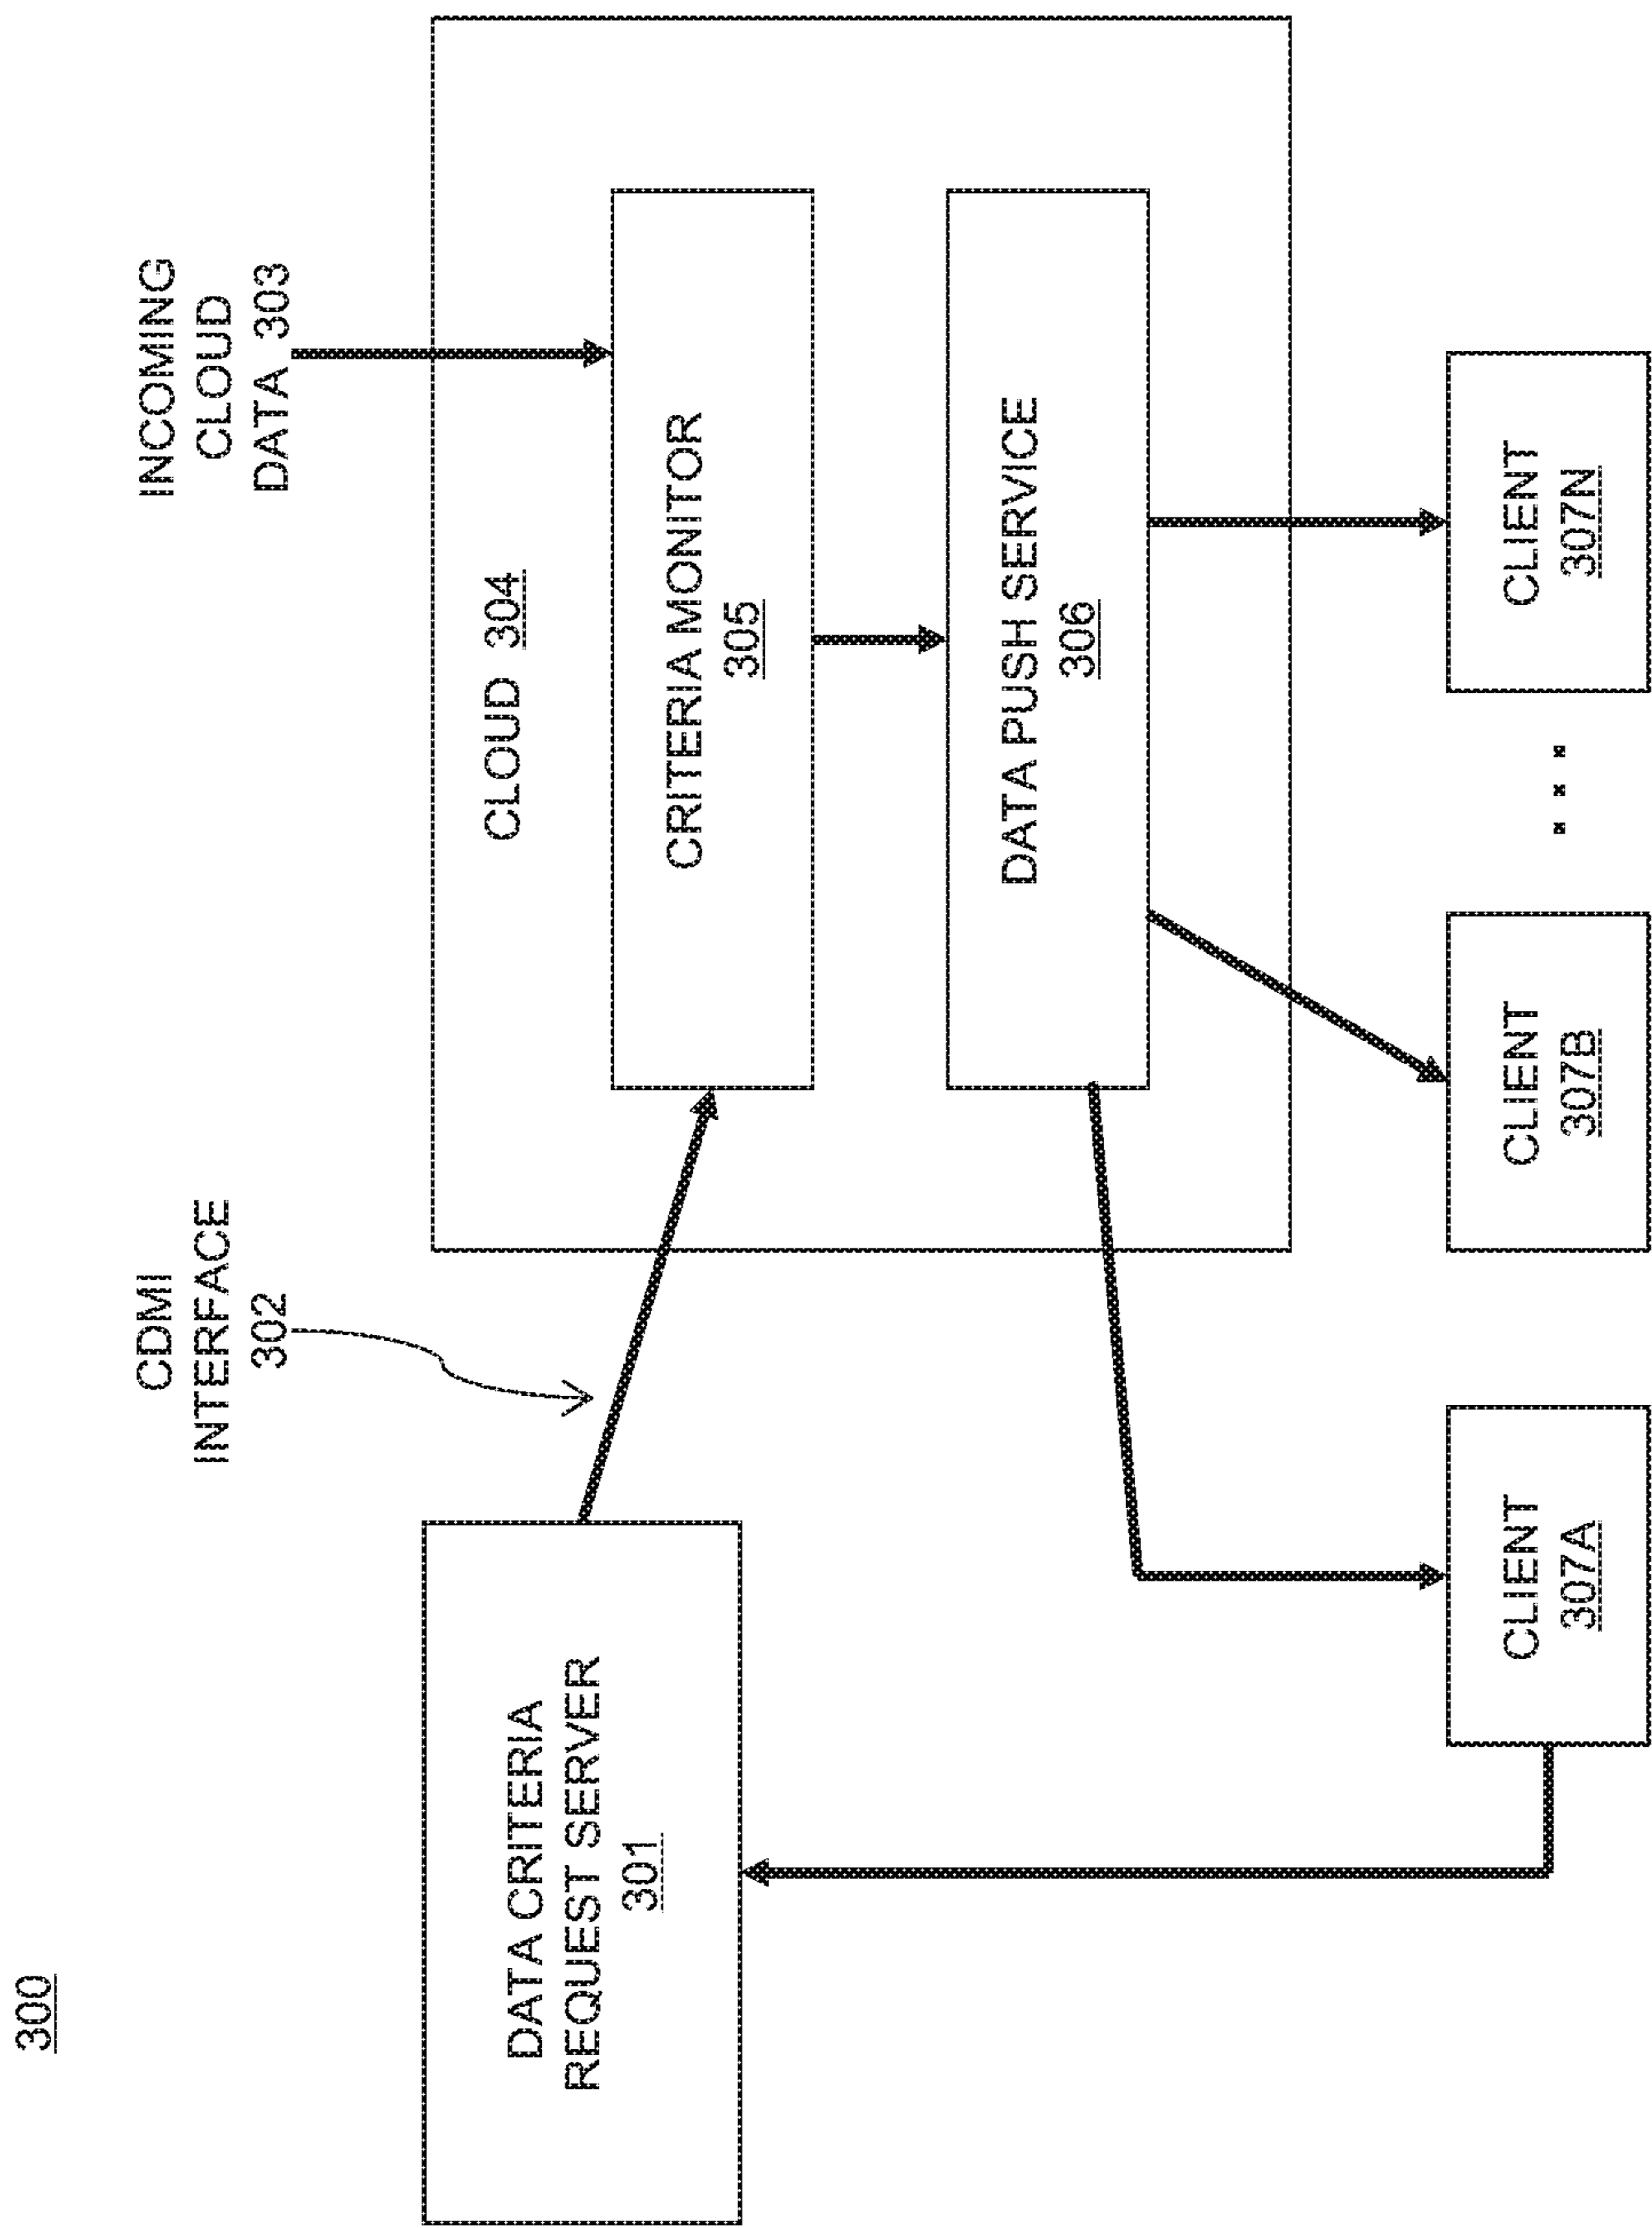 300
CDMI
INTERFACE
302
INCOMING
CLOUD
DATA 303
DATA CRITERIA
REQUEST SERVER
301
CLOUD 304
CRITERIA MONITOR
305
DATA PUSH SERVICE
306
CLIENT
307A
CLIENT
307B
. . .
CLIENT
307N